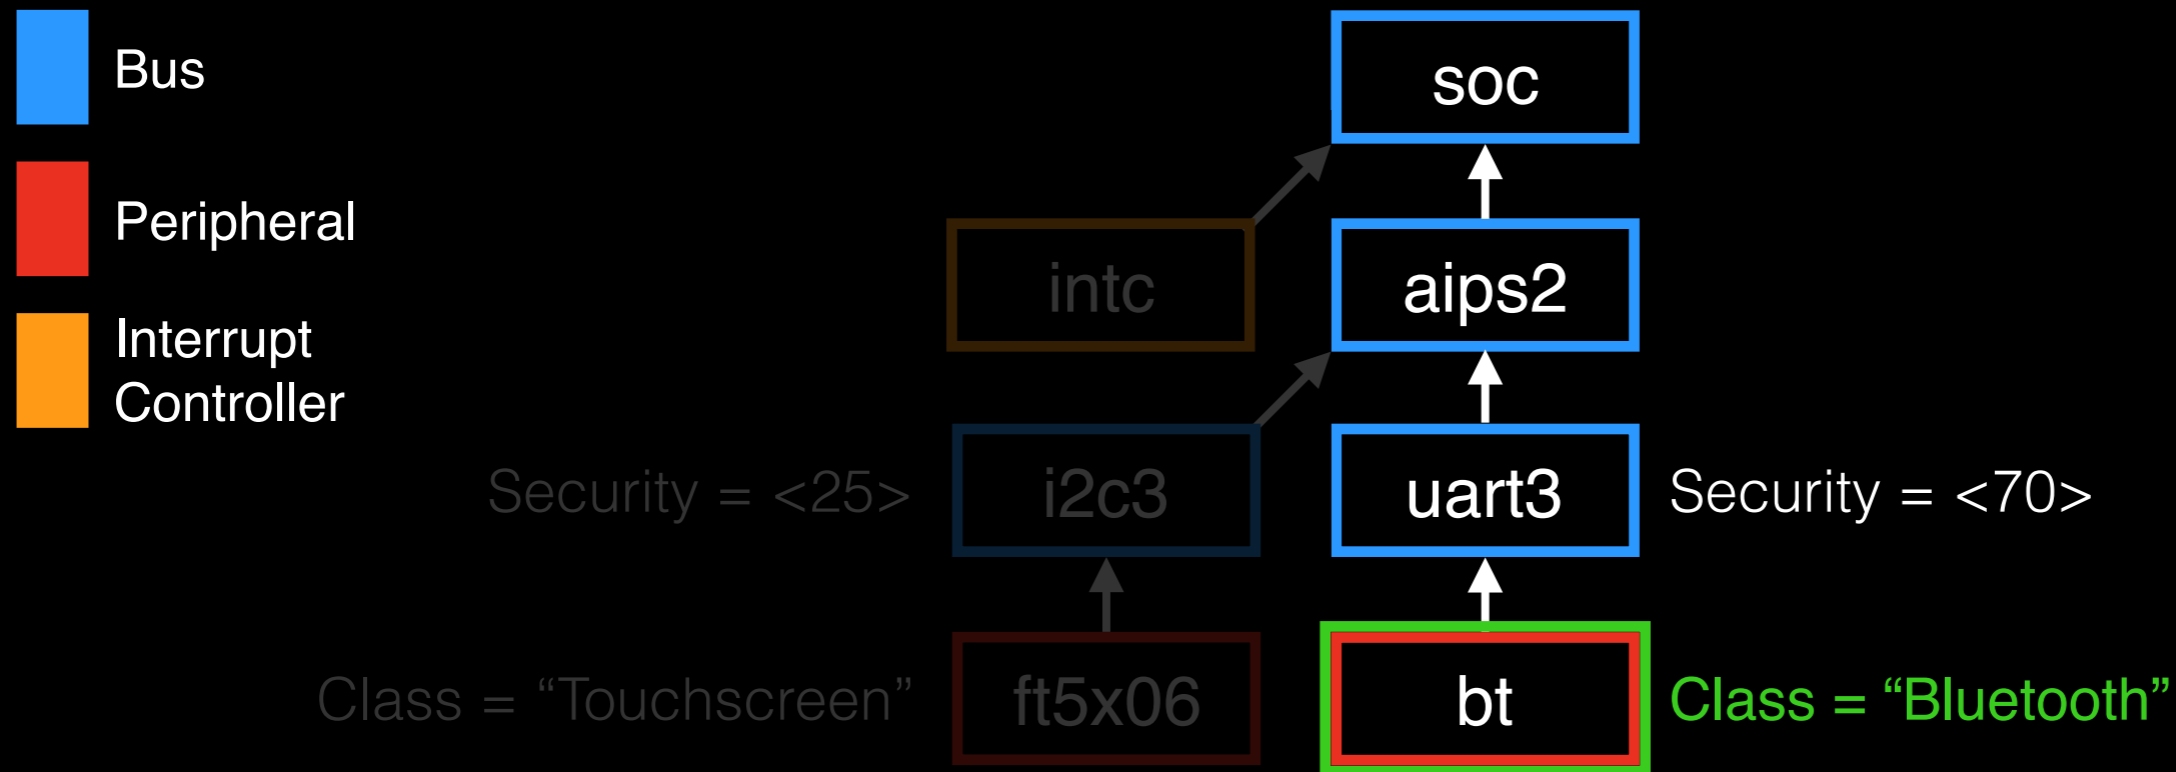 Bus
Peripheral
Interrupt
Controller
soc
intc
aips2
Security = <25>
i2c3
uart3
Security = <70>
Class = “Touchscreen”
ft5x06
bt
Class = “Bluetooth”